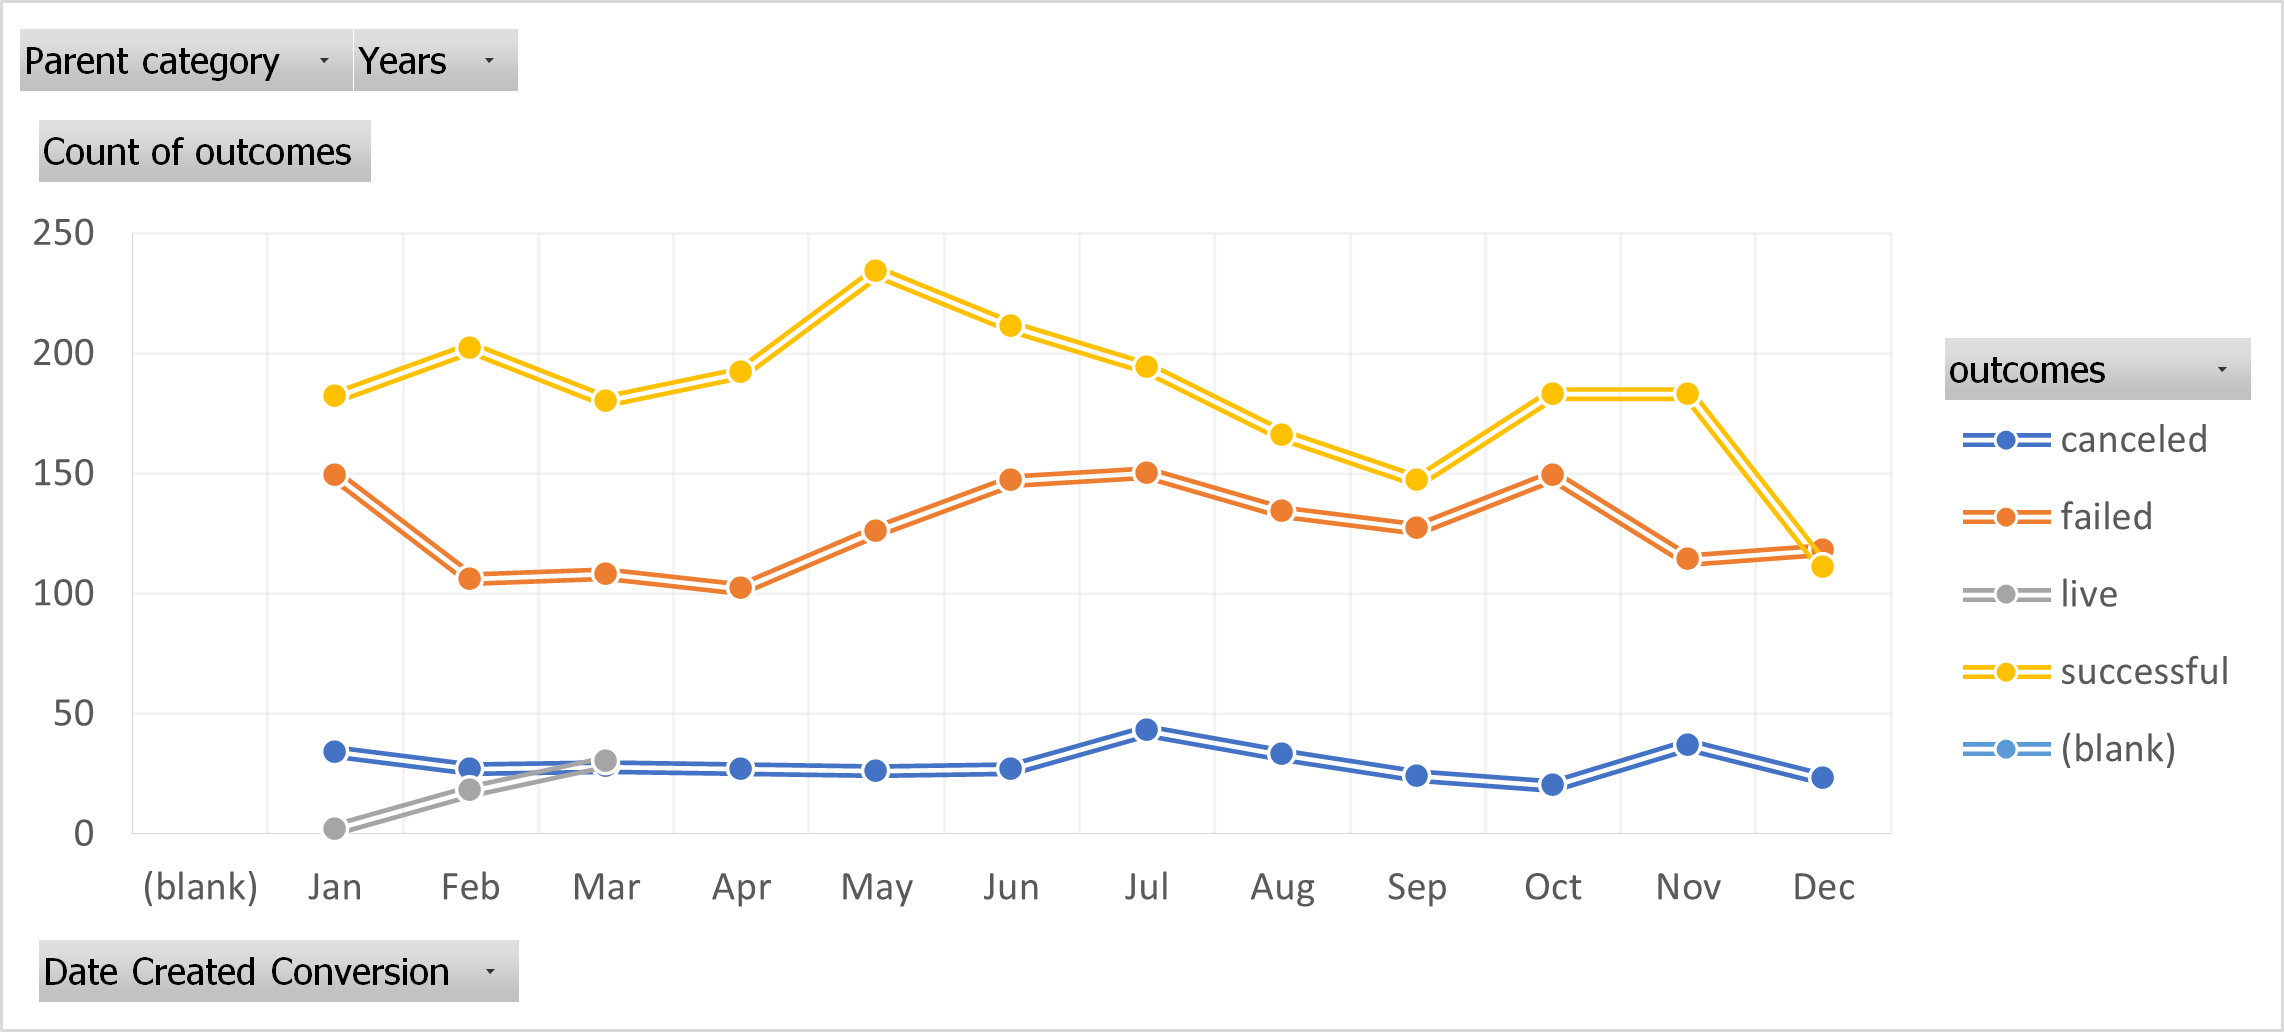 Parent category Years
Count of outcomes
250
200
150
100
50
0
(blank) Jan Feb Mar Apr May Jun Jul Aug Sep Oct Nov Dec
outcomes
canceled
failed
live
successful
(blank)
Date Created Conversion